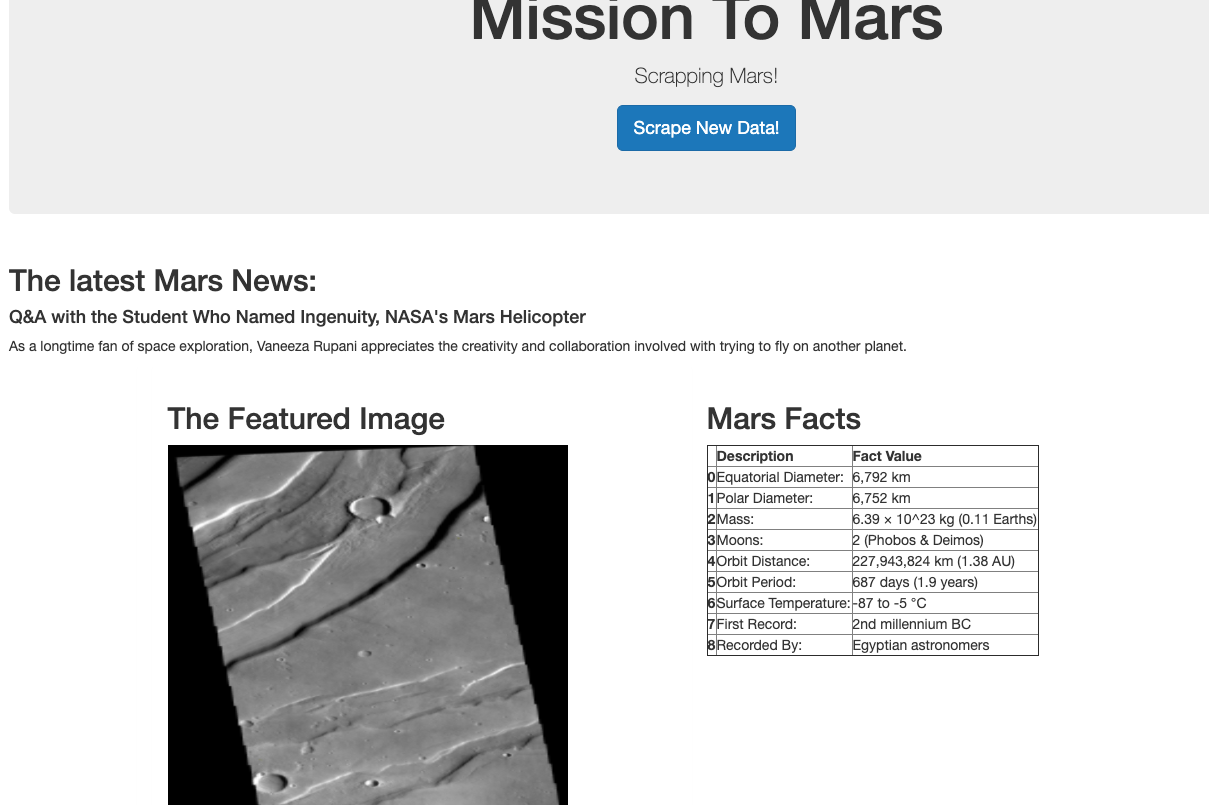 Mission To Mars
Scrapping Mars!
Scrape New Data!
The latest Mars News:
Q&A with the Student Who Named Ingenuity, NASA's Mars Helicopter
As a longtime fan of space exploration, Vaneeza Rupani appreciates the creativity and collaboration involved with trying to fly on another planet.
The Featured Image
Mars Facts
Description Fact Value
0 Equatorial Diameter: 6,792 km
1 Polar Diameter: 6,752 km
2 Mass: 6.39 × 10^23 kg (0.11 Earths)
3 Moons: 2 (Phobos & Deimos)
4 Orbit Distance: 227,943,824 km (1.38 AU)
5 Orbit Period: 687 days (1.9 years)
6 Surface Temperature: -87 to -5 °C
7 First Record: 2nd millennium BC
8 Recorded By: Egyptian astronomers